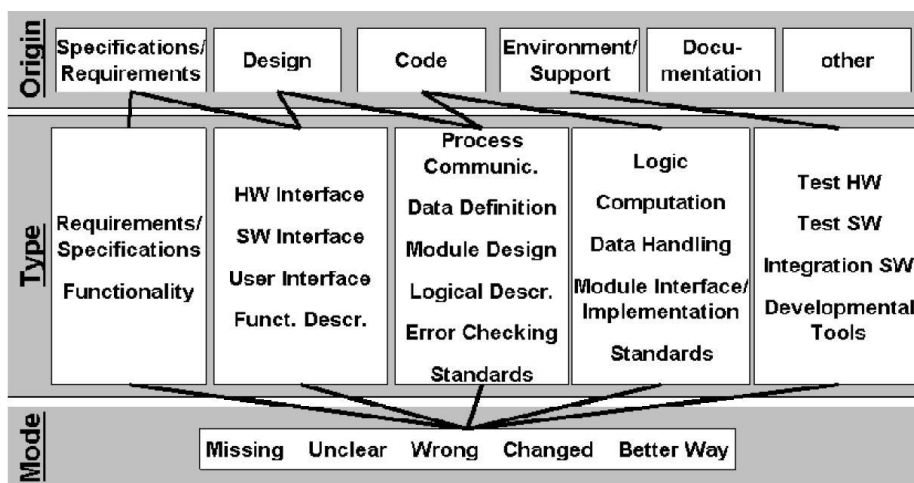 Origin
Specifications/
Requirements
Design
Code
Environment/
Support
Docu-
mentation
other
Type
Requirements/
Specifications
Functionality
HW Interface
SW Interface
User Interface
Funct. Descr.
Process
Communic.
Data Definition
Module Design
Logical Descr.
Error Checking
Standards
Logic
Computation
Data Handling
Module Interface/
Implementation
Standards
Test HW
Test SW
Integration SW
Developmental
Tools
Mode
Missing Unclear Wrong Changed Better Way